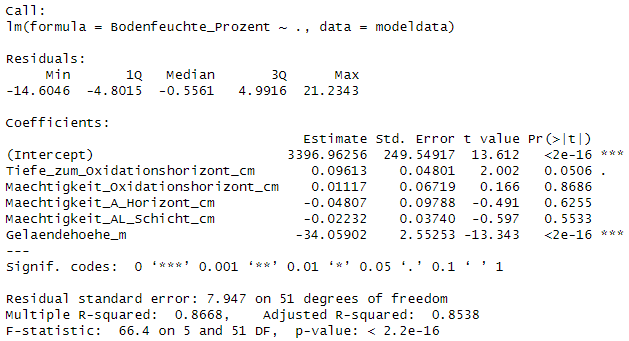 Call:
lm(formula = Bodenfeuchte_Prozent ~ ., data = modeldata)
Residuals:
     Min       1Q   Median       3Q      Max
-14.6046  -4.8015  -0.5561   4.9916  21.2343
Coefficients:
                                    Estimate Std. Error t value Pr(>|t|)
(Intercept)                       3396.96256  249.54917  13.612   <2e-16 ***
Tiefe_zum_Oxidationshorizont_cm      0.09613    0.04801   2.002   0.0506 .
Maechtigkeit_Oxidationshorizont_cm   0.01117    0.06719   0.166   0.8686
Maechtigkeit_A_Horizont_cm          -0.04807    0.09788  -0.491   0.6255
Maechtigkeit_AL_Schicht_cm          -0.02232    0.03740  -0.597   0.5533
Gelaendehoehe_m                    -34.05902    2.55253 -13.343   <2e-16 ***
---
Signif. codes:  0 ‘***’ 0.001 ‘**’ 0.01 ‘*’ 0.05 ‘.’ 0.1 ‘ ’ 1
Residual standard error: 7.947 on 51 degrees of freedom
Multiple R-squared:  0.8668,    Adjusted R-squared:  0.8538
F-statistic:  66.4 on 5 and 51 DF,  p-value: < 2.2e-16